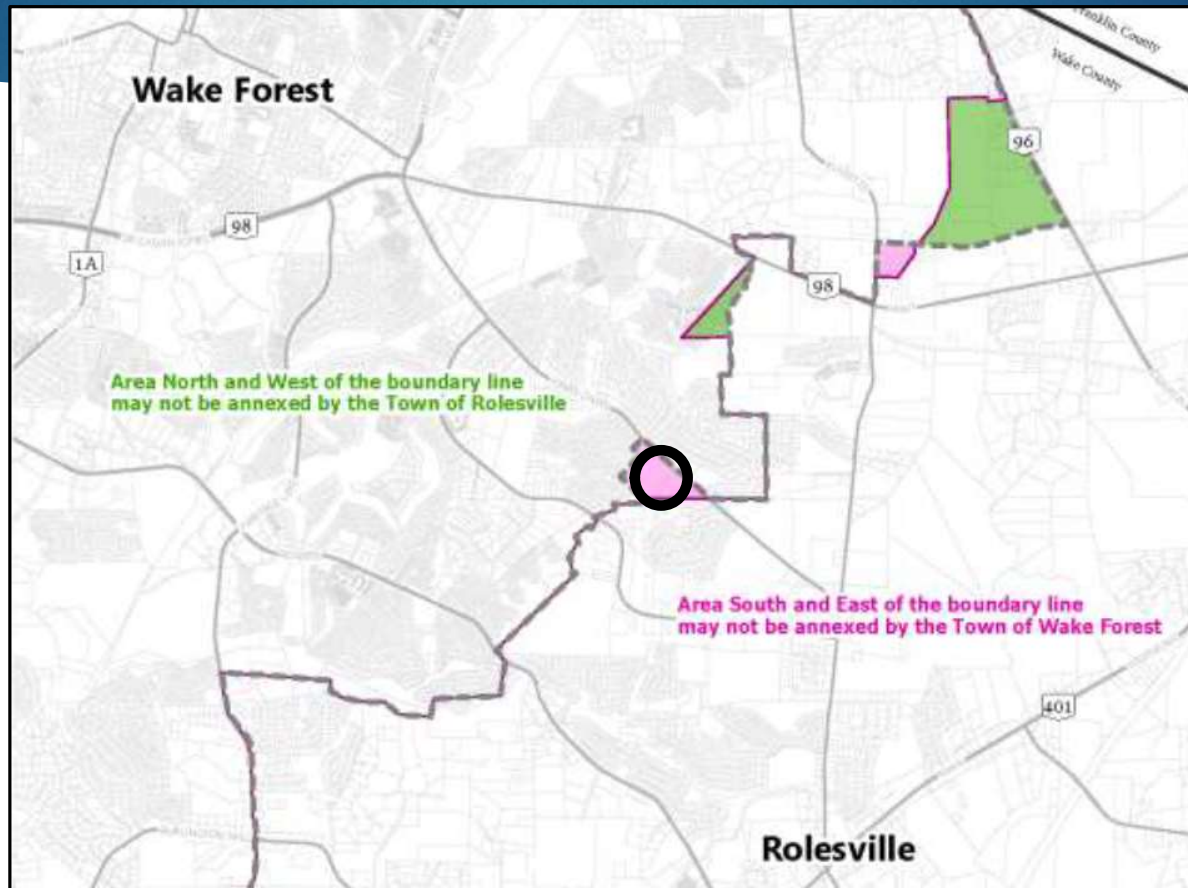 Franklin County
Wake County
Wake Forest
96
98
1A
98
Area North and West of the boundary line
may not be annexed by the Town of Rolesville
Area South and East of the boundary line
may not be annexed by the Town of Wake Forest
401
Rolesville